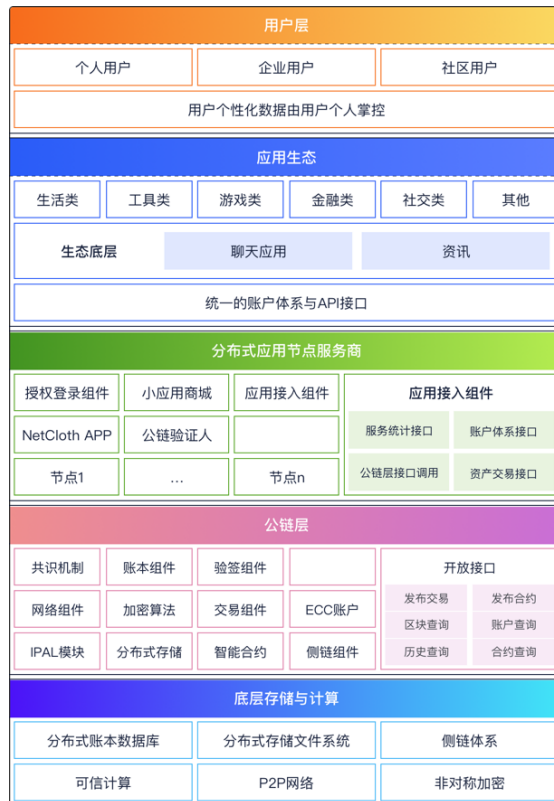 用户层
个人用户 企业用户 社区用户
用户个性化数据由用户个人掌控
应用生态
生活类 工具类 游戏类 金融类 社交类 其他
生态底层 聊天应用 资讯
统一的账户体系与API接口
分布式应用节点服务商
授权登录组件 小应用商城 应用接入组件 应用接入组件
NetCloth APP 公链验证人 服务统计接口 账户体系接口
节点1 … 节点n 公链层接口调用 资产交易接口
公链层
共识机制 账本组件 验签组件 开放接口
发布交易 发布合约
网络组件 加密算法 交易组件 ECC账户
区块查询 账户查询
IPAL模块 分布式存储 智能合约 侧链组件
历史查询 合约查询
底层存储与计算
分布式账本数据库 分布式存储文件系统 侧链体系
可信计算 P2P网络 非对称加密